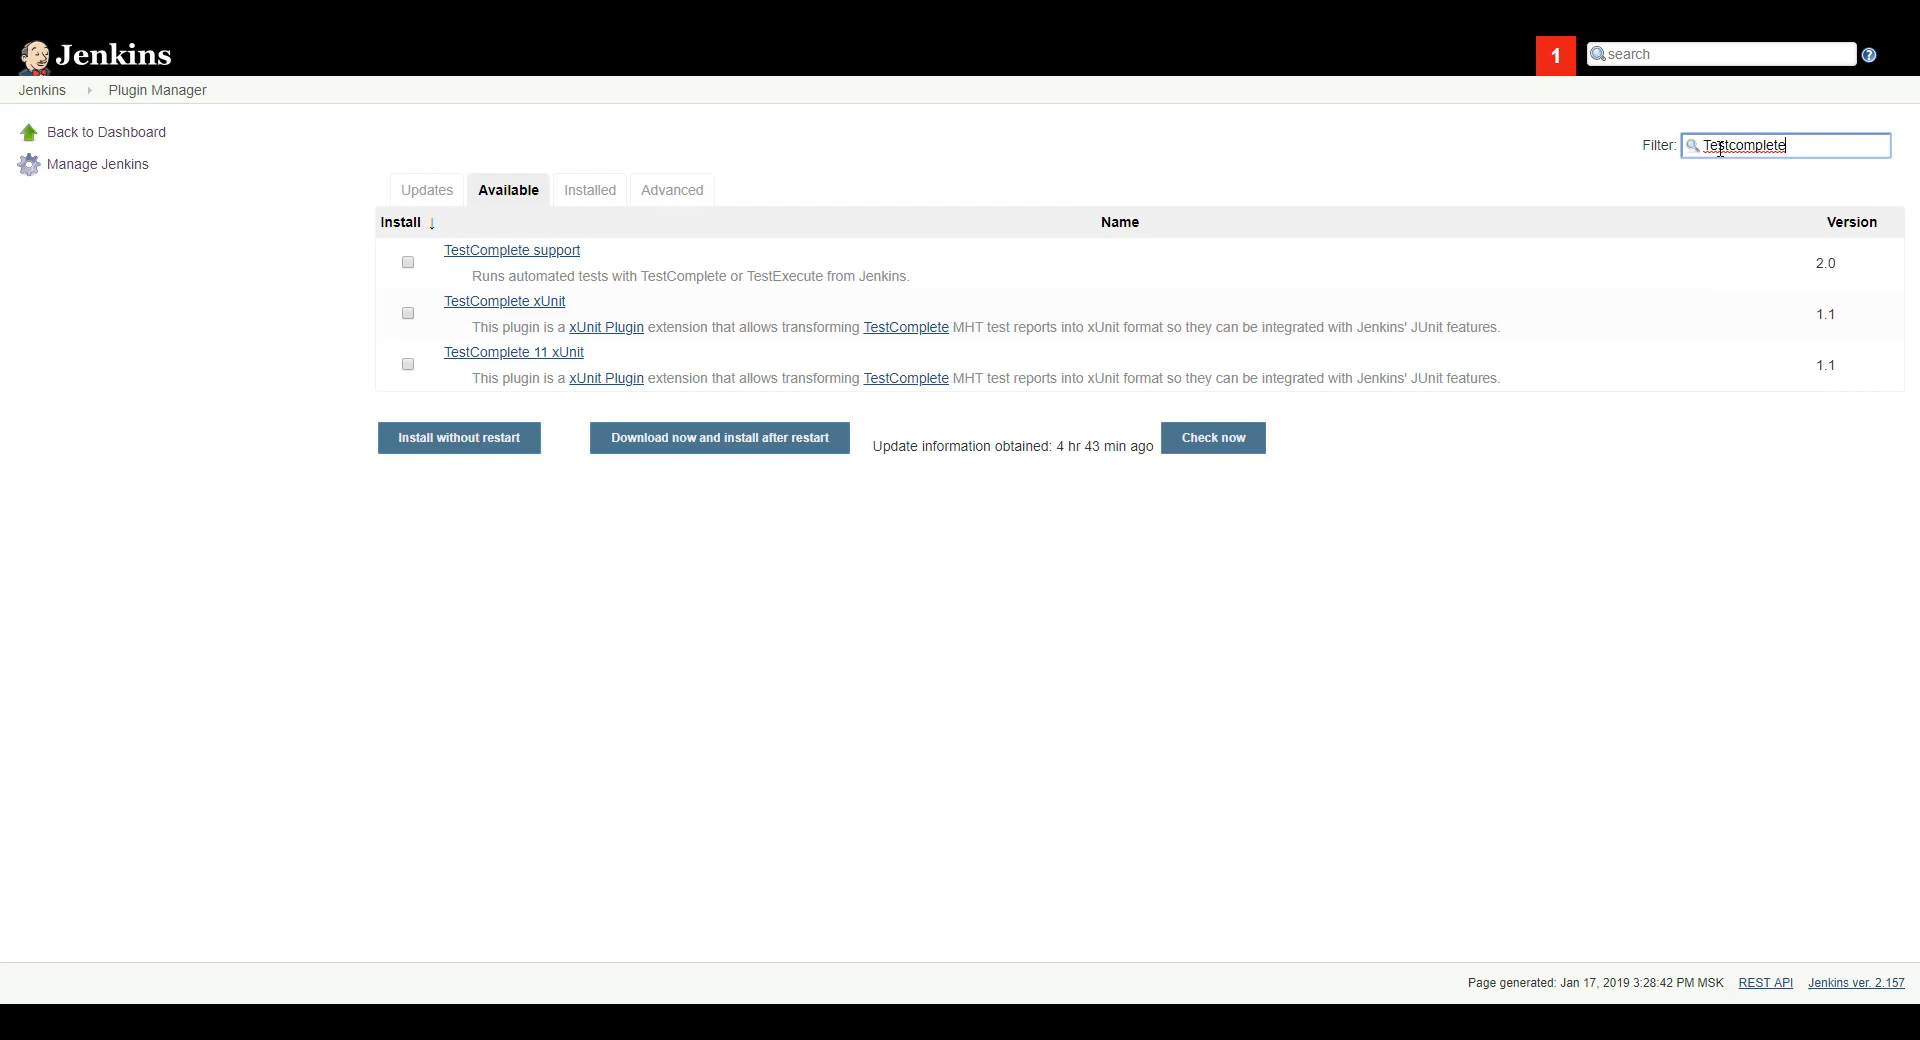 Jenkins
1
search
?
Jenkins Plugin Manager
Back to Dashboard
Manage Jenkins
Filter: Testcomplete
Updates Available Installed Advanced
Install ↓ Name Version
TestComplete support
Runs automated tests with TestComplete or TestExecute from Jenkins.
2.0
TestComplete xUnit
This plugin is a xUnit Plugin extension that allows transforming TestComplete MHT test reports into xUnit format so they can be integrated with Jenkins' JUnit features.
1.1
TestComplete 11 xUnit
This plugin is a xUnit Plugin extension that allows transforming TestComplete MHT test reports into xUnit format so they can be integrated with Jenkins' JUnit features.
1.1
Install without restart Download now and install after restart Update information obtained: 4 hr 43 min ago Check now
Page generated: Jan 17, 2019 3:28:42 PM MSK REST API Jenkins ver. 2.157